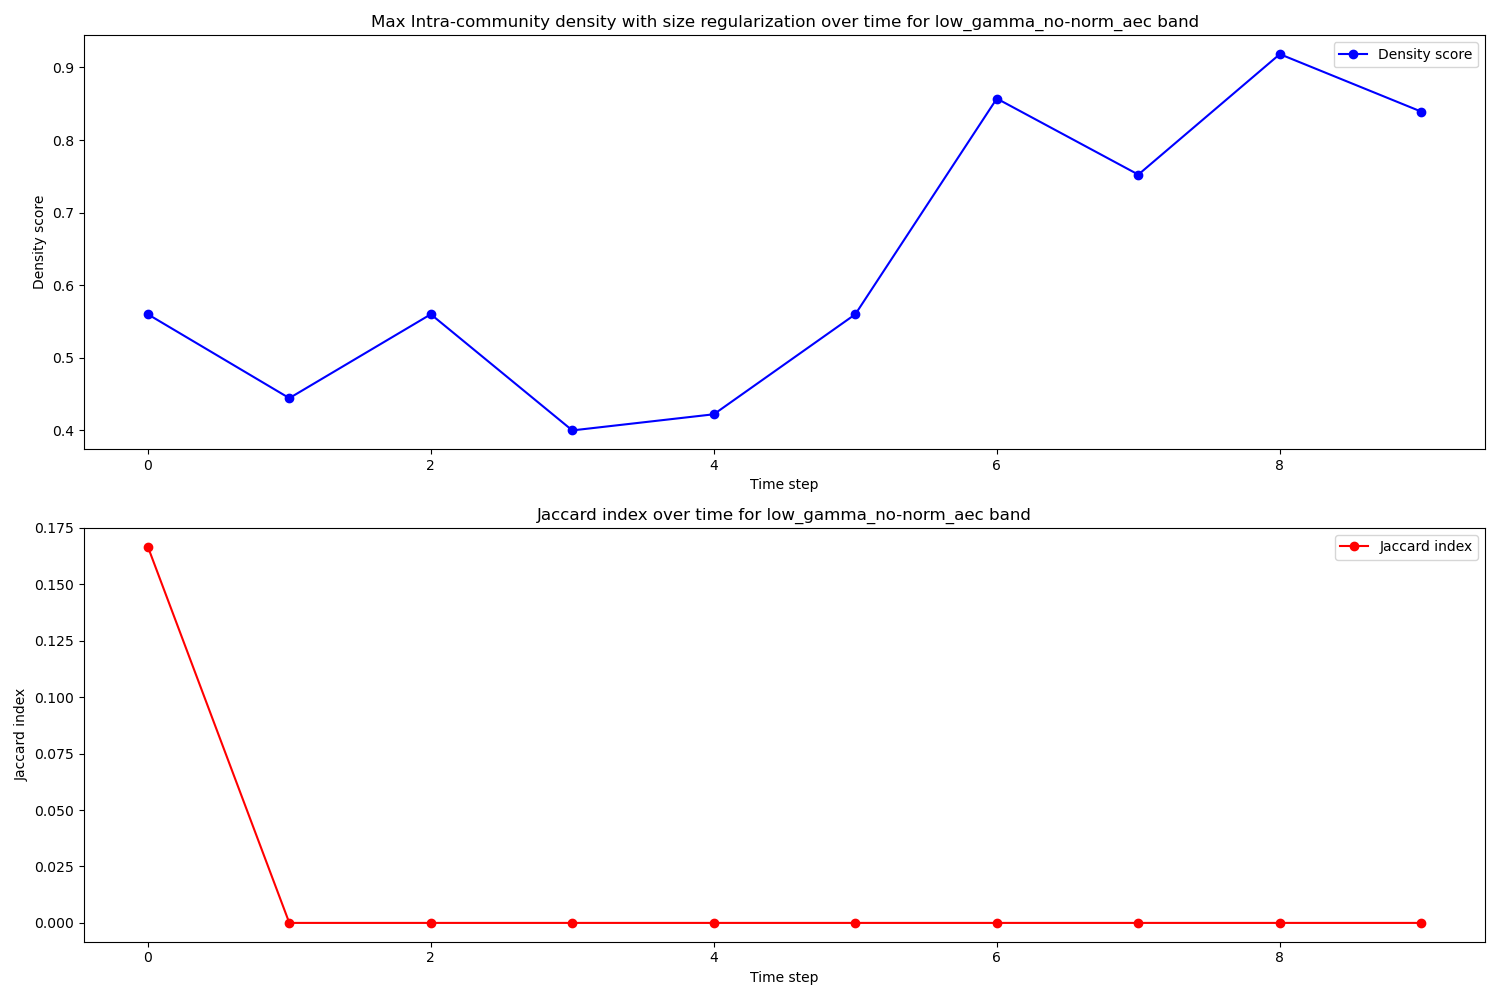 Max Intra-community density with size regularization over time for low_gamma_no-norm_aec band
Density score
0.9
0.8
0.7
0.6
0.5
0.4
Density score
0 2 4 6 8
Time step
Jaccard index over time for low_gamma_no-norm_aec band
Jaccard index
0.175
0.150
0.125
0.100
0.075
0.050
0.025
0.000
Jaccard index
0 2 4 6 8
Time step